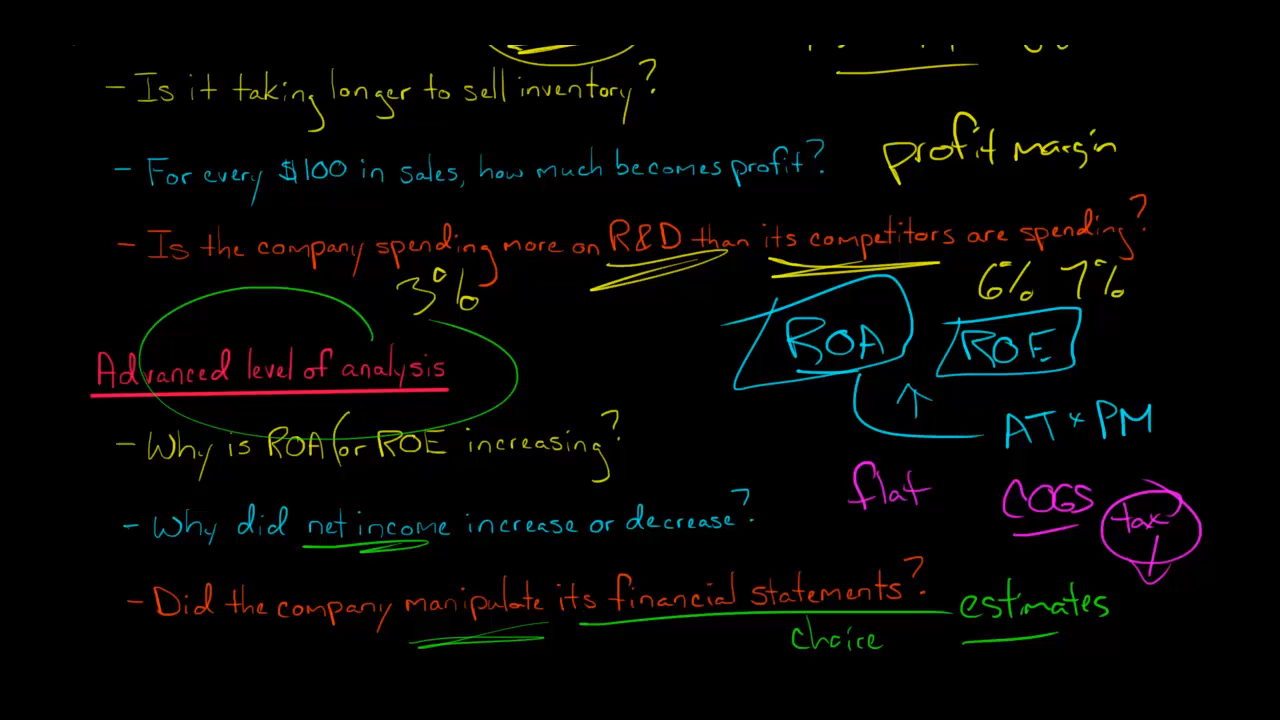 - Is it taking longer to sell inventory?
- For every $100 in sales, how much becomes profit?
profit margin
- Is the company spending more on R&D than its competitors are spending?
3%
6% 7%
ROA
ROE
Advanced level of analysis
AT × PM
- Why is ROA (or ROE increasing?
flat
COGS
tax
- Why did net income increase or decrease?
- Did the company manipulate its financial statements?
estimates
choice